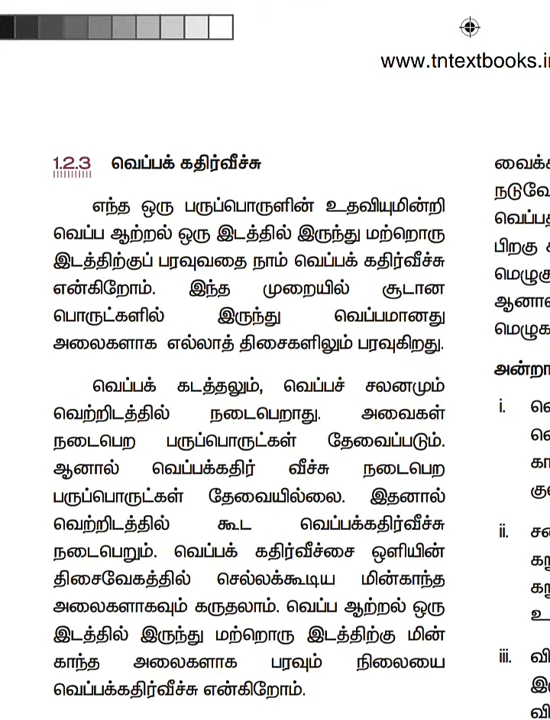 www.tntextbooks.in
1.2.3 வெப்பக் கதிர்வீச்சு
எந்த ஒரு பருப்பொருளின் உதவியுமின்றி
வெப்ப ஆற்றல் ஒரு இடத்தில் இருந்து மற்றொரு
இடத்திற்குப் பரவுவதை நாம் வெப்பக் கதிர்வீச்சு
என்கிறோம். இந்த முறையில் சூடான
பொருட்களில் இருந்து வெப்பமானது
அலைகளாக எல்லாத் திசைகளிலும் பரவுகிறது.
வெப்பக் கடத்தலும், வெப்பச் சலனமும்
வெற்றிடத்தில் நடைபெறாது. அவைகள்
நடைபெற பருப்பொருட்கள் தேவைப்படும்.
ஆனால் வெப்பக்கதிர் வீச்சு நடைபெற
பருப்பொருட்கள் தேவையில்லை. இதனால்
வெற்றிடத்தில் கூட வெப்பக்கதிர்வீச்சு
நடைபெறும். வெப்பக் கதிர்வீச்சை ஒளியின்
திசைவேகத்தில் செல்லக்கூடிய மின்காந்த
அலைகளாகவும் கருதலாம். வெப்ப ஆற்றல் ஒரு
இடத்தில் இருந்து மற்றொரு இடத்திற்கு மின்
காந்த அலைகளாக பரவும் நிலையை
வெப்பக்கதிர்வீச்சு என்கிறோம்.
பிறகு
i.
ii.
iii.